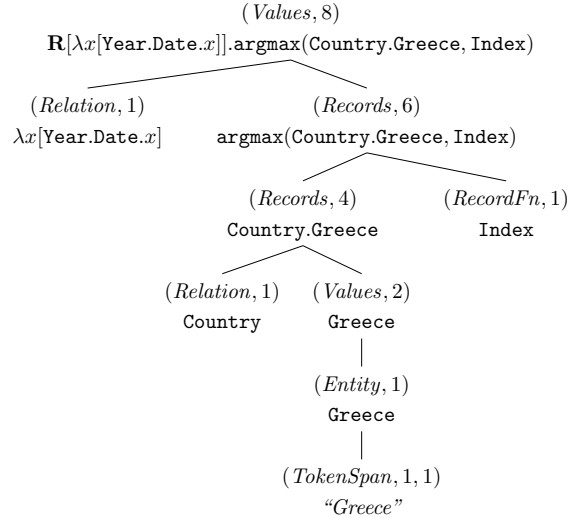 (Values, 8)
R[λx[Year.Date.x]].argmax(Country.Greece, Index)
(Relation, 1) (Records, 6)
λx[Year.Date.x] argmax(Country.Greece, Index)
(Records, 4) (RecordFn, 1)
Country.Greece Index
(Relation, 1) (Values, 2)
Country Greece
(Entity, 1)
Greece
(TokenSpan, 1, 1)
“Greece”